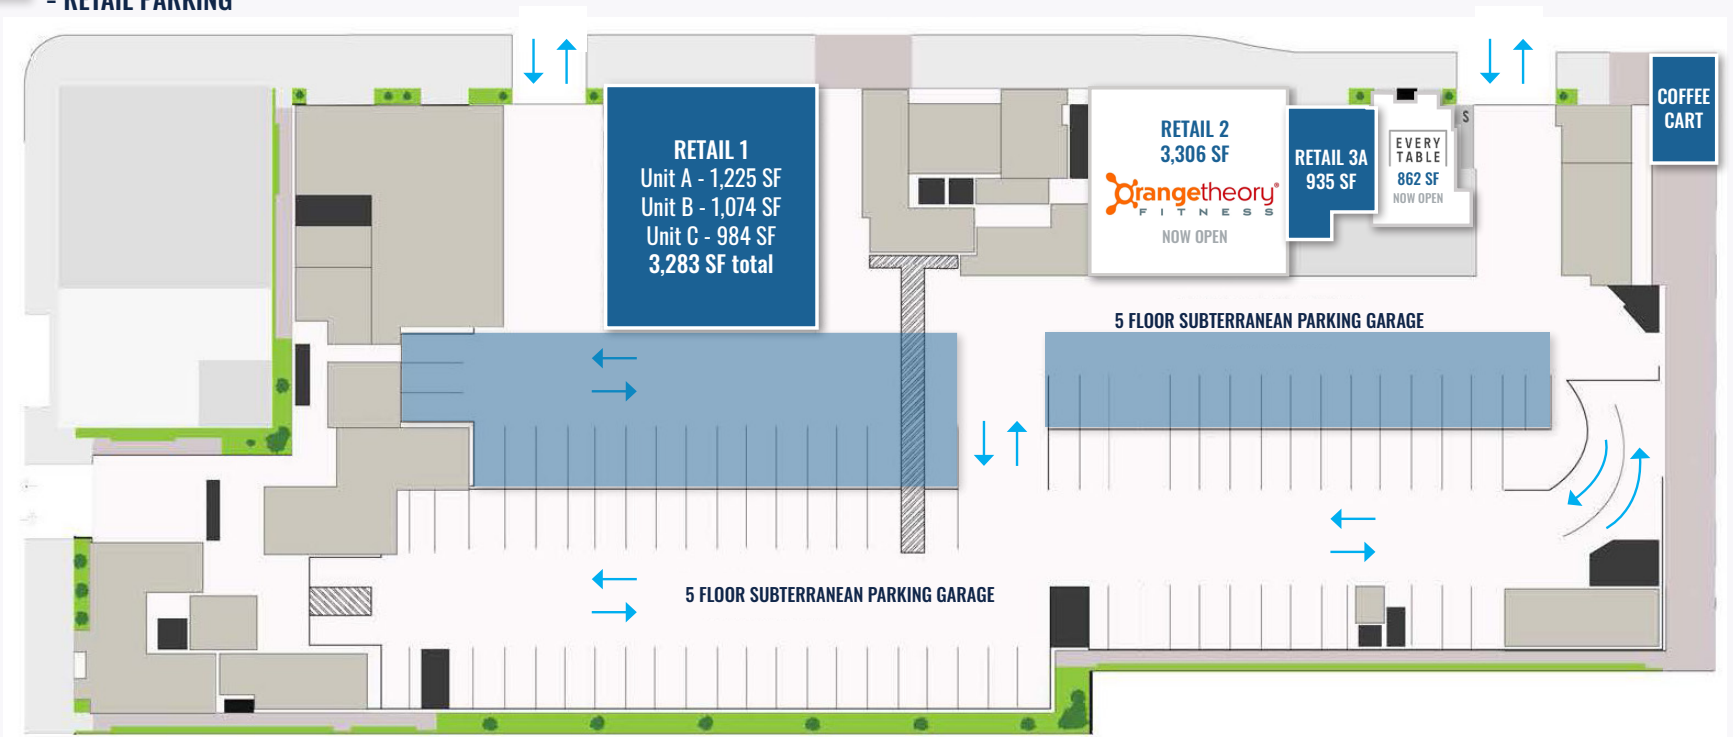 = RETAIL PARKING
RETAIL 1
Unit A - 1,225 SF
Unit B - 1,074 SF
Unit C - 984 SF
3,283 SF total
RETAIL 2
3,306 SF
Orangetheory®
FITNESS
NOW OPEN
RETAIL 3A
935 SF
EVERY
TABLE
862 SF
NOW OPEN
S
COFFEE
CART
5 FLOOR SUBTERRANEAN PARKING GARAGE
5 FLOOR SUBTERRANEAN PARKING GARAGE